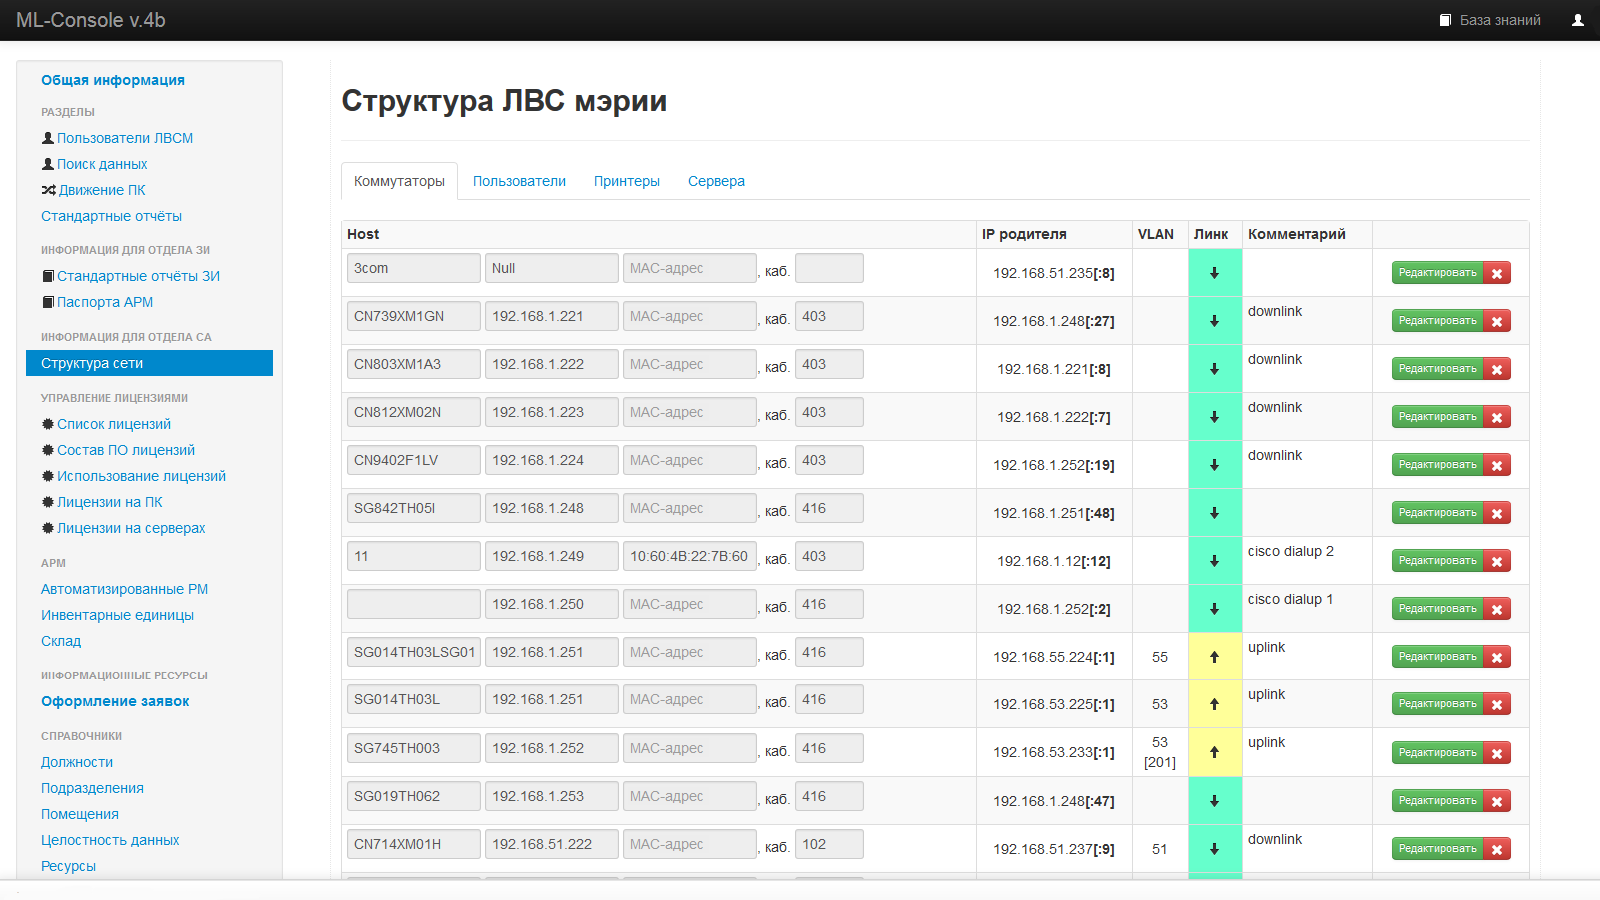 ML-Console v.4b
База знаний
Общая информация
РАЗДЕЛЫ
Пользователи ЛВСМ
Поиск данных
Движение ПК
Стандартные отчёты
ИНФОРМАЦИЯ ДЛЯ ОТДЕЛА ЗИ
Стандартные отчёты ЗИ
Паспорта АРМ
ИНФОРМАЦИЯ ДЛЯ ОТДЕЛА СА
Структура сети
УПРАВЛЕНИЕ ЛИЦЕНЗИЯМИ
Список лицензий
Состав ПО лицензий
Использование лицензий
Лицензии на ПК
Лицензии на серверах
АРМ
Автоматизированные РМ
Инвентарные единицы
Склад
ИНФОРМАЦИОННЫЕ РЕСУРСЫ
Оформление заявок
СПРАВОЧНИКИ
Должности
Подразделения
Помещения
Целостность данных
Ресурсы
Структура ЛВС мэрии
Коммутаторы Пользователи Принтеры Сервера
Host IP родителя VLAN Линк Комментарий
3com Null MAC-адрес , каб. 192.168.51.235[:8] Редактировать
CN739XM1GN 192.168.1.221 MAC-адрес , каб. 403 192.168.1.248[:27] downlink Редактировать
CN803XM1A3 192.168.1.222 MAC-адрес , каб. 403 192.168.1.221[:8] downlink Редактировать
CN812XM02N 192.168.1.223 MAC-адрес , каб. 403 192.168.1.222[:7] downlink Редактировать
CN9402F1LV 192.168.1.224 MAC-адрес , каб. 403 192.168.1.252[:19] downlink Редактировать
SG842TH05I 192.168.1.248 MAC-адрес , каб. 416 192.168.1.251[:48] Редактировать
11 192.168.1.249 10:60:4B:22:7B:60 , каб. 403 192.168.1.12[:12] cisco dialup 2 Редактировать
192.168.1.250 MAC-адрес , каб. 416 192.168.1.252[:2] cisco dialup 1 Редактировать
SG014TH03LSG01 192.168.1.251 MAC-адрес , каб. 416 192.168.55.224[:1] 55 uplink Редактировать
SG014TH03L 192.168.1.251 MAC-адрес , каб. 416 192.168.53.225[:1] 53 uplink Редактировать
SG745TH003 192.168.1.252 MAC-адрес , каб. 416 192.168.53.233[:1] 53 [201] uplink Редактировать
SG019TH062 192.168.1.253 MAC-адрес , каб. 416 192.168.1.248[:47] Редактировать
CN714XM01H 192.168.51.222 MAC-адрес , каб. 102 192.168.51.237[:9] 51 downlink Редактировать